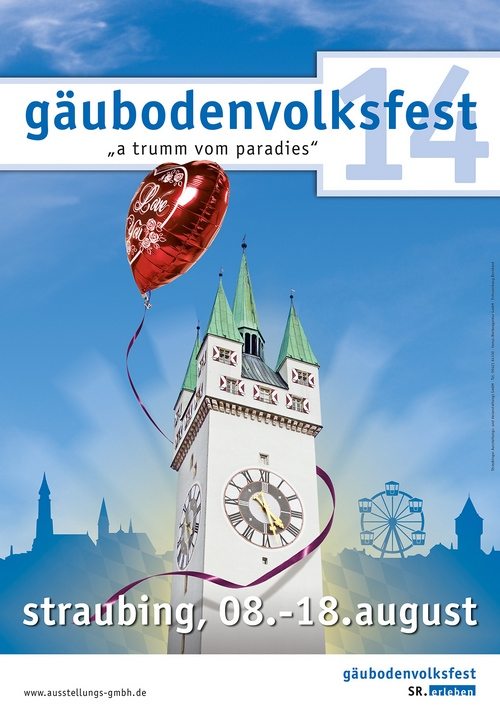 14
gäubodenvolksfest
„a trumm vom paradies“
Love
You
straubing, 08.-18.august
gäubodenvolksfest
www.ausstellungs-gmbh.de
SR. erleben